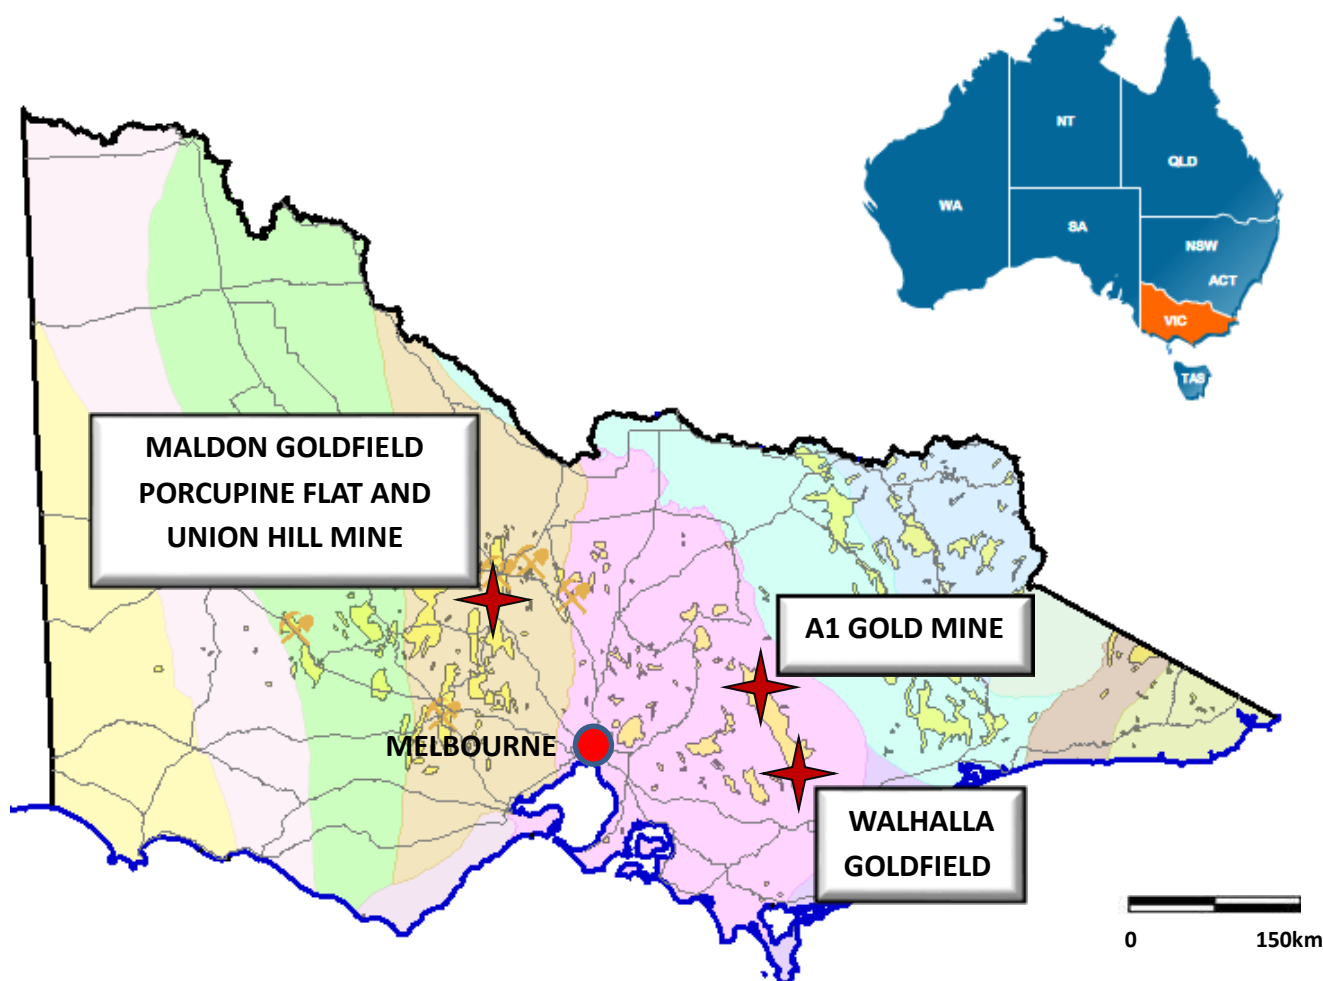 NT
QLD
WA
SA
NSW
ACT
VIC
TAS
MALDON GOLDFIELD
PORCUPINE FLAT AND
UNION HILL MINE
A1 GOLD MINE
MELBOURNE
WALHALLA
GOLDFIELD
0 150km